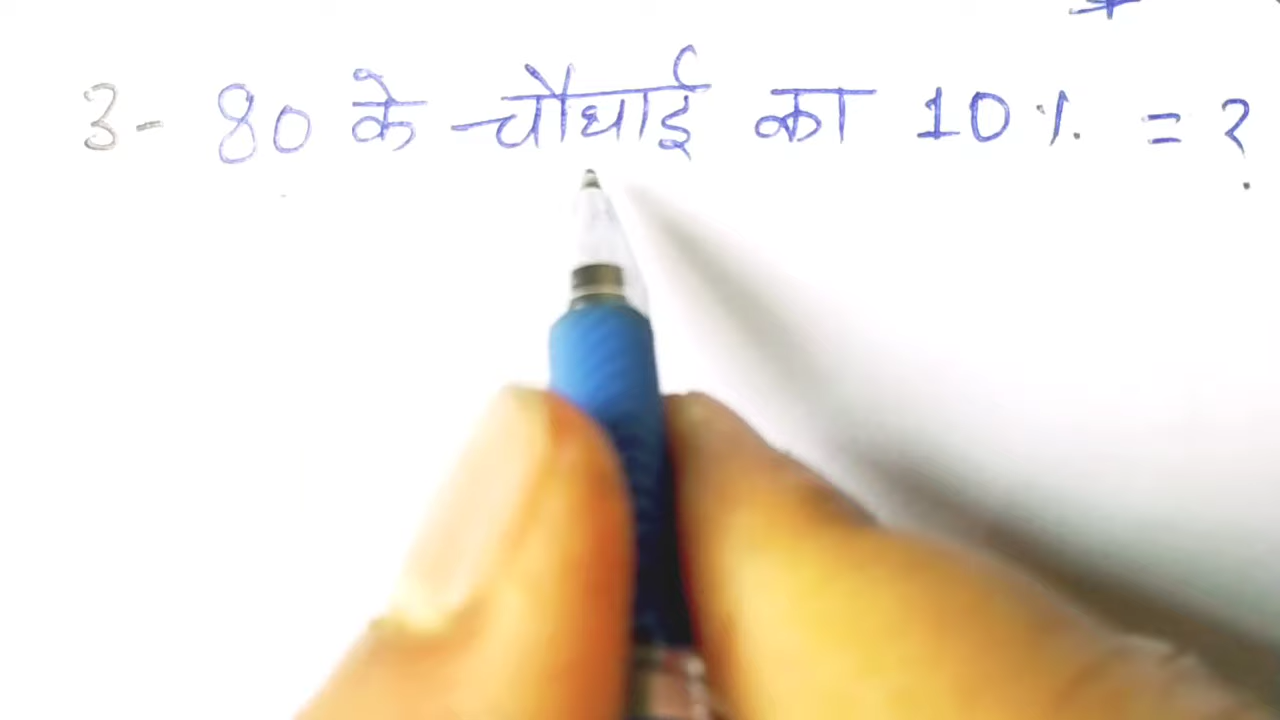 3- 80 के चौथाई का 10% = ?